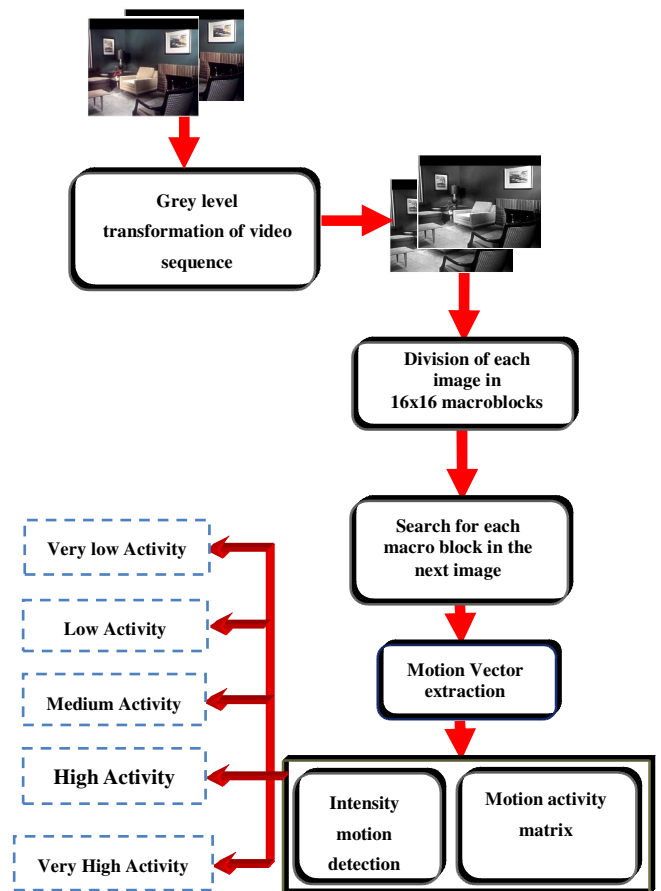 Grey level
transformation of video
sequence
Division of each
image in
16x16 macroblocks
Search for each
macro block in the
next image
Motion Vector
extraction
Intensity
motion
detection
Motion activity
matrix
Very low Activity
Low Activity
Medium Activity
High Activity
Very High Activity